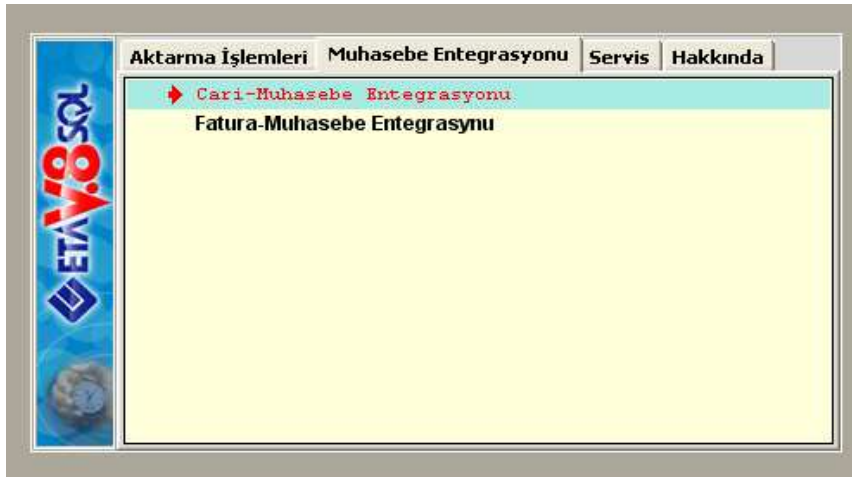 Aktarma İşlemleri Muhasebe Entegrasyonu Servis Hakkında
Cari-Muhasebe Entegrasyonu
Fatura-Muhasebe Entegrasynu
ETA V.8 SQL